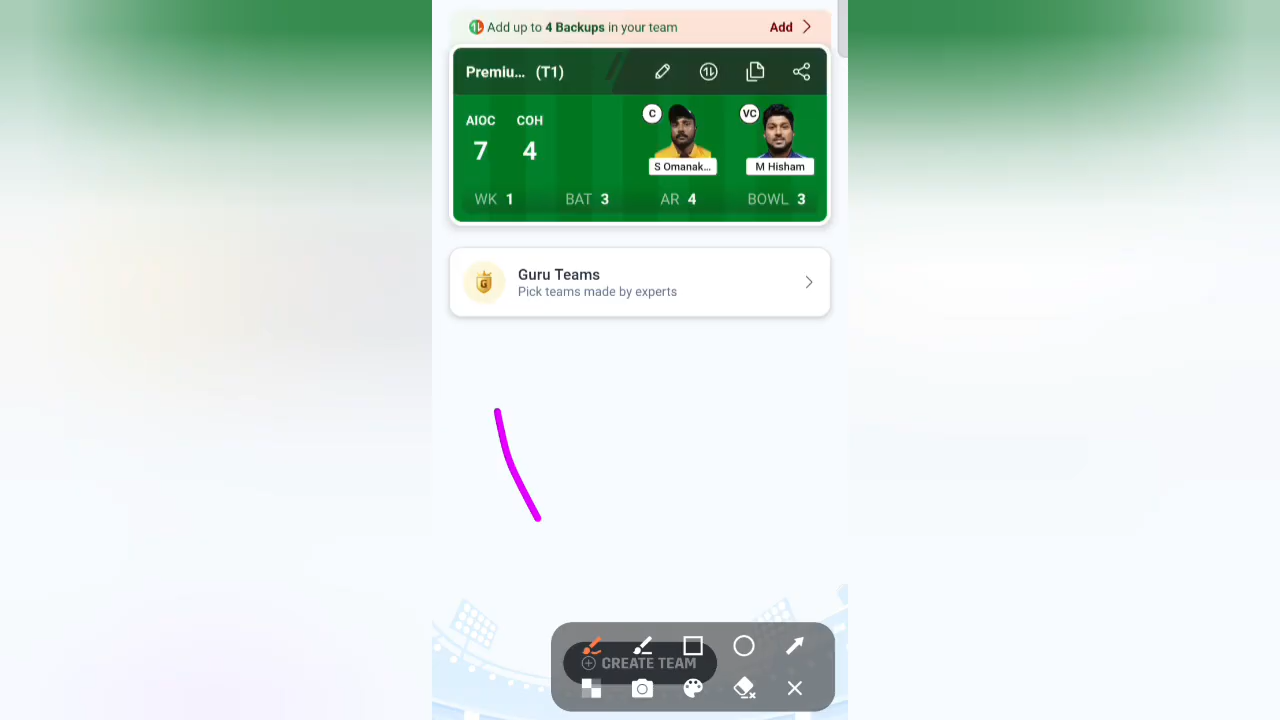 Add up to 4 Backups in your team Add
Premiu... (T1)
AIOC COH
7 4
C VC
S Omanak... M Hisham
WK 1 BAT 3 AR 4 BOWL 3
G
Guru Teams
Pick teams made by experts
CREATE TEAM